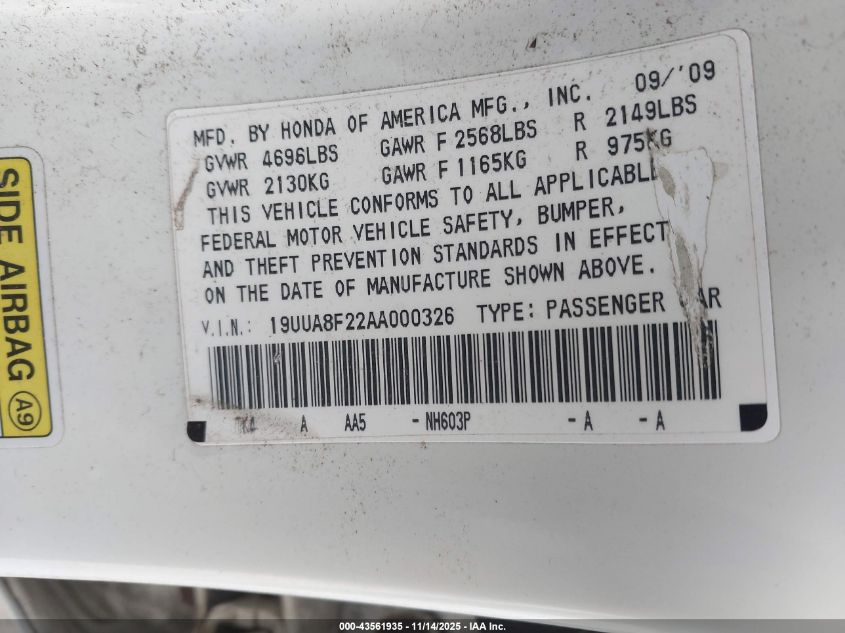 MFD. BY HONDA OF AMERICA MFG., INC. 09/'09
GVWR 4696LBS GAWR F 2568LBS R 2149LBS
GVWR 2130KG GAWR F 1165KG R 975KG
THIS VEHICLE CONFORMS TO ALL APPLICABLE
FEDERAL MOTOR VEHICLE SAFETY, BUMPER,
AND THEFT PREVENTION STANDARDS IN EFFECT
ON THE DATE OF MANUFACTURE SHOWN ABOVE.
V.I.N.: 19UUA8F22AA000326 TYPE: PASSENGER CAR
A AA5 -NH603P -A -A
SIDE AIRBAG A9
000-43561935 - 11/14/2025 - IAA Inc.